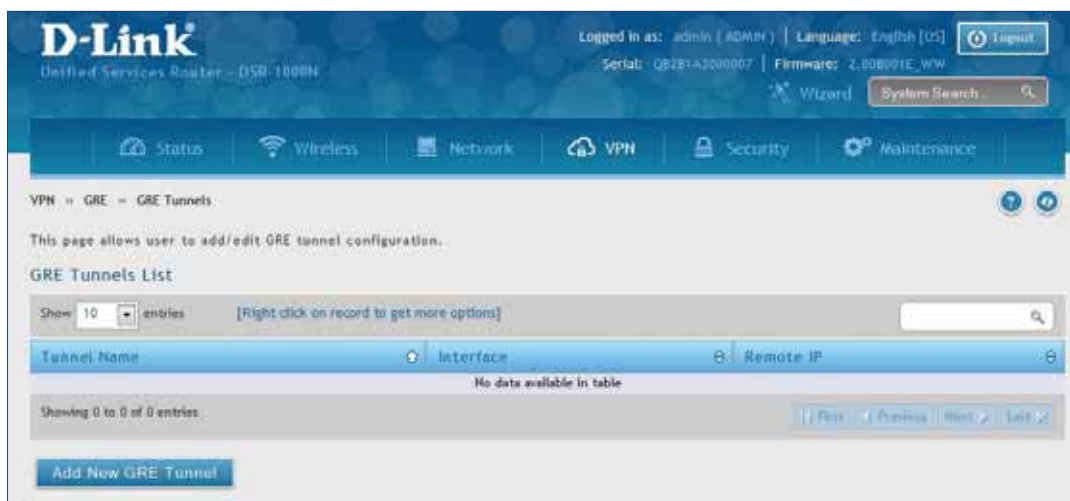 D-Link
Unified Services Router - DSR-1000N
Logged in as: admin ( ADMIN ) | Language: English [US]
Logout
Serial: | Firmware:
Wizard
System Search...
Status
Wireless
Network
VPN
Security
Maintenance
VPN » GRE » GRE Tunnels
This page allows user to add/edit GRE tunnel configuration.
GRE Tunnels List
Show 10 entries
[Right click on record to get more options]
Tunnel Name
Interface
Remote IP
No data available in table
Showing 0 to 0 of 0 entries
First
Previous
Next
Last
Add New GRE Tunnel